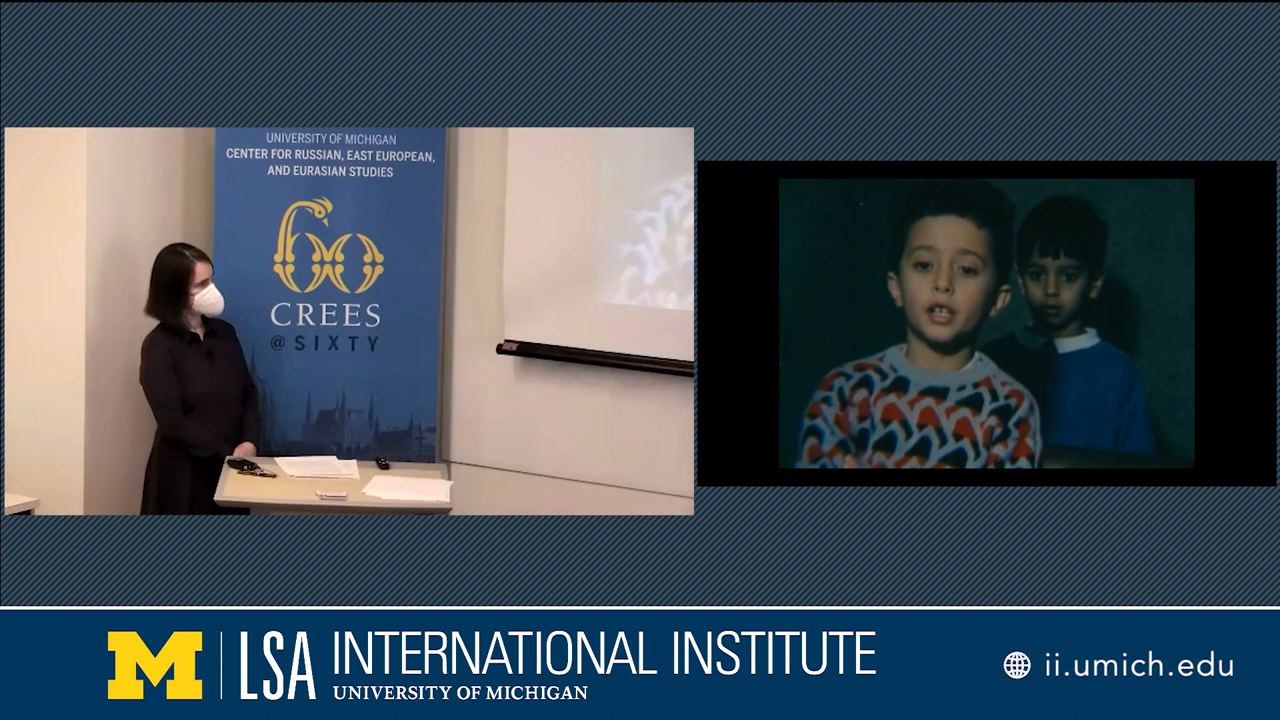 UNIVERSITY OF MICHIGAN
CENTER FOR RUSSIAN, EAST EUROPEAN,
AND EURASIAN STUDIES
CREES
@ SIXTY
M LSA INTERNATIONAL INSTITUTE
UNIVERSITY OF MICHIGAN
ii.umich.edu